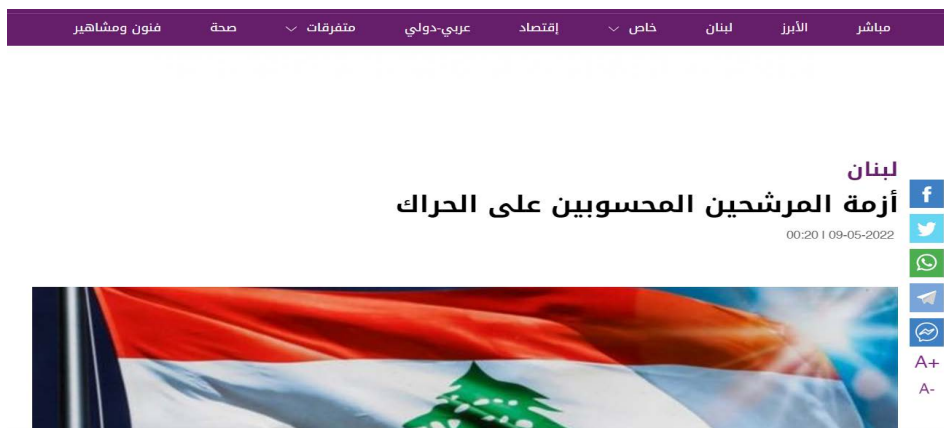 مباشر الأبرز لبنان خاص إقتصاد عربي-دولي متفرقات صحة فنون ومشاهير
لبنان
أزمة المرشحين المحسوبين على الحراك
00:20 | 09-05-2022
A+
A-